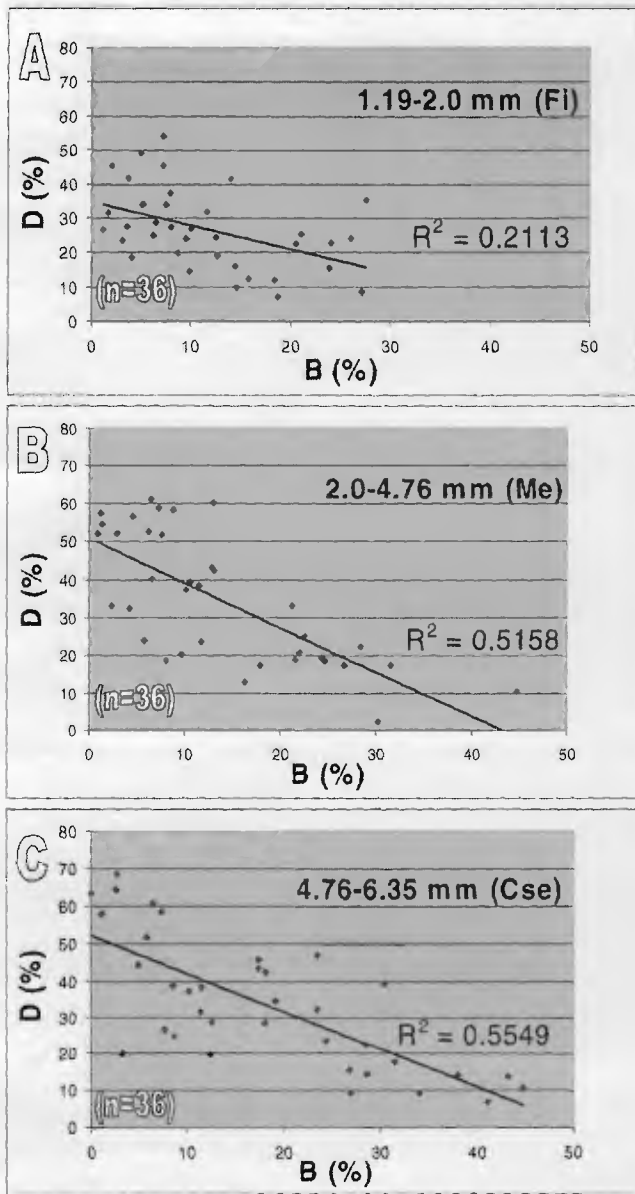 A
80
70
1.19-2.0 mm (Fi)
60
50
40
D (%)
30
R² = 0.2113
20
10
(n=36)
0
0 10 20 30 40 50
B (%)
B
80
70
2.0-4.76 mm (Me)
60
50
40
D (%)
30
R² = 0.5158
20
10
(n=36)
0
0 10 20 30 40 50
B (%)
C
80
70
4.76-6.35 mm (Cse)
60
50
40
D (%)
30
R² = 0.5549
20
10
(n=36)
0
0 10 20 30 40 50
B (%)